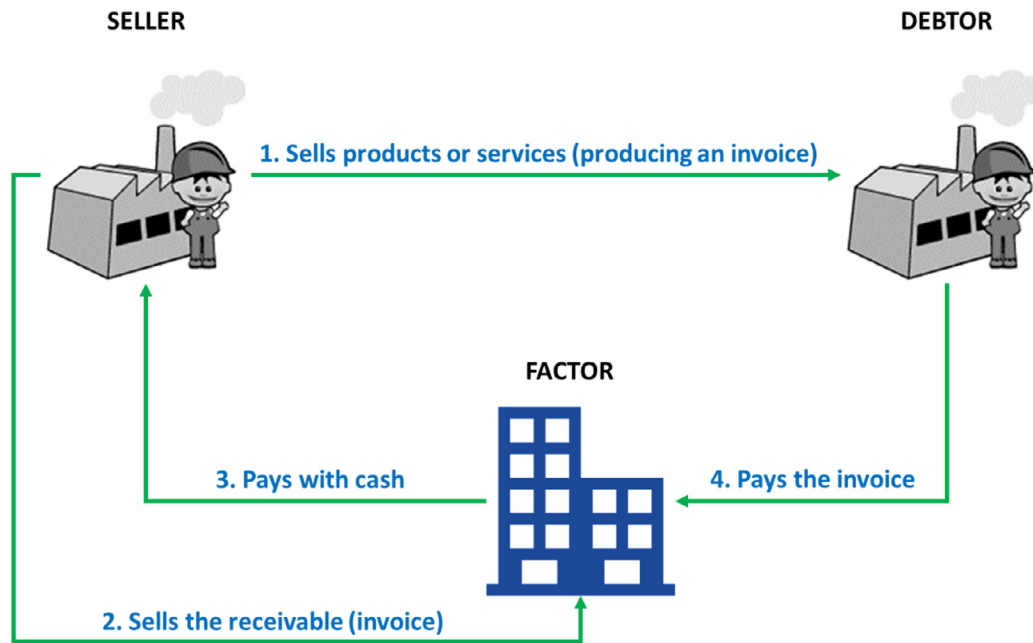 SELLER
DEBTOR
1. Sells products or services (producing an invoice)
FACTOR
3. Pays with cash
4. Pays the invoice
2. Sells the receivable (invoice)